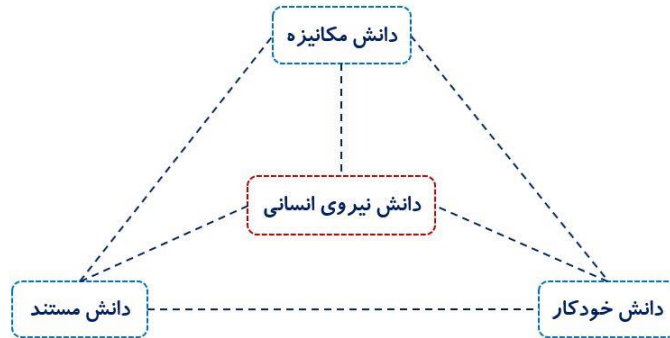 دانش مکانیزه
دانش نیروی انسانی
دانش خودکار
دانش مستند